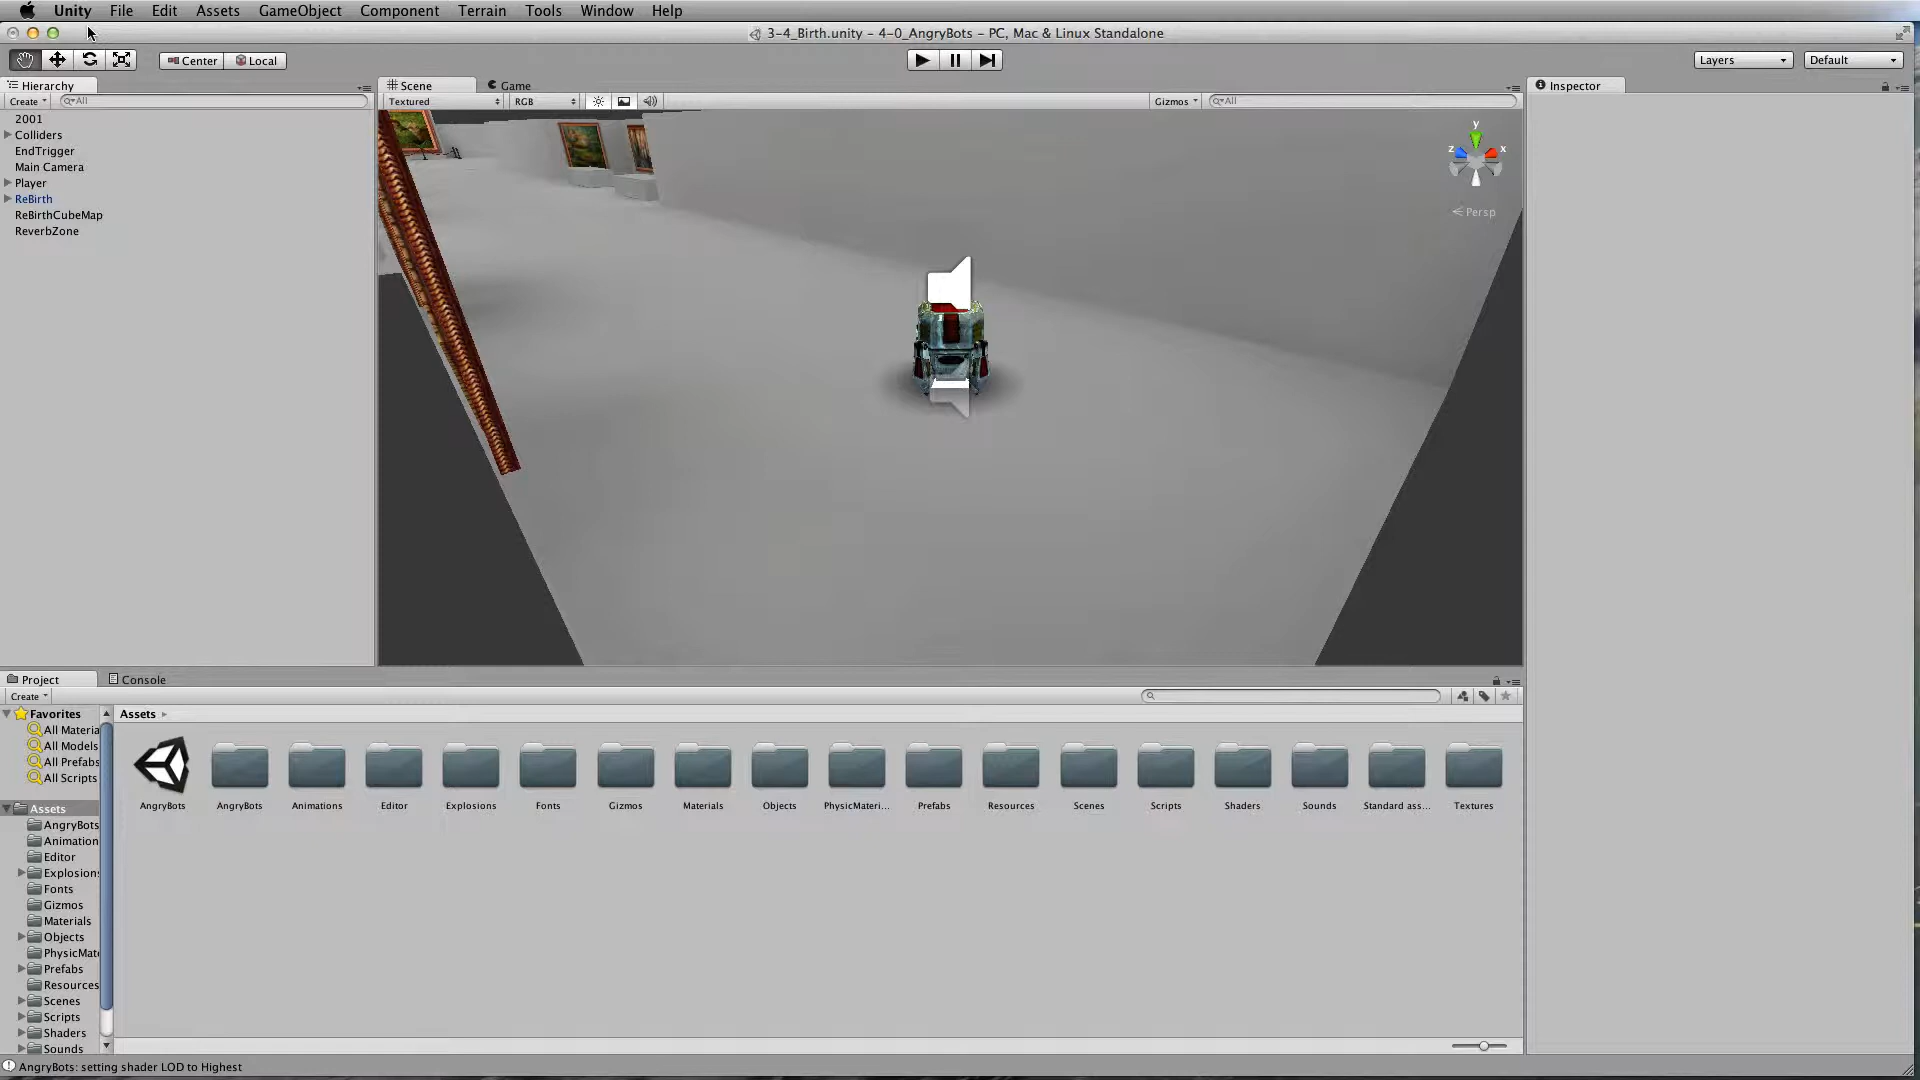 Unity File Edit Assets GameObject Component Terrain Tools Window Help
3-4_Birth.unity - 4-0_AngryBots - PC, Mac & Linux Standalone
Center Local Layers Default
Hierarchy Scene Game Inspector
Create All Textured RGB Gizmos All
2001
Colliders
EndTrigger
Main Camera
Player
ReBirth
ReBirthCubeMap
ReverbZone
y
z x
Persp
Project Console
Create
Favorites Assets
All Materia
All Models
All Prefabs
All Scripts
Assets
AngryBots
Animation
Editor
Explosions
Fonts
Gizmos
Materials
Objects
PhysicMate
Prefabs
Resources
Scenes
Scripts
Shaders
Sounds
AngryBots AngryBots Animations Editor Explosions Fonts Gizmos Materials Objects PhysicMateri... Prefabs Resources Scenes Scripts Shaders Sounds Standard ass... Textures
AngryBots: setting shader LOD to Highest